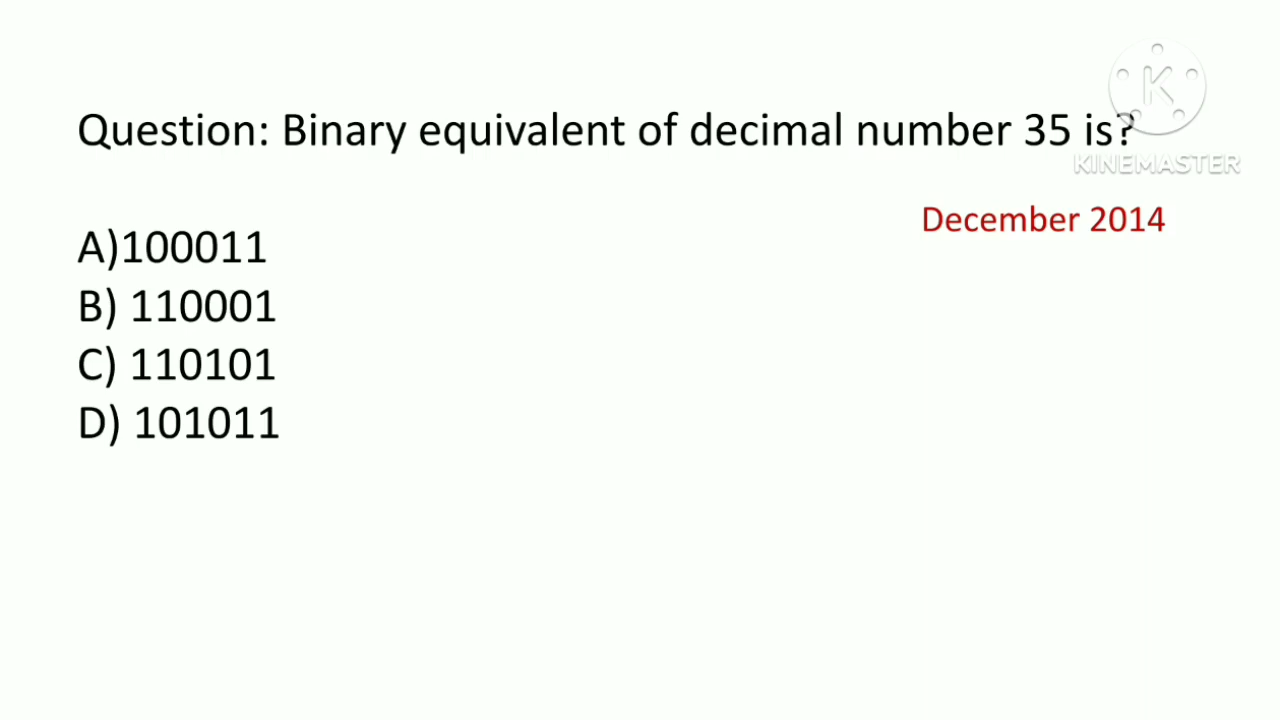 Question: Binary equivalent of decimal number 35 is?
K
KINEMASTER
December 2014
A)100011
B) 110001
C) 110101
D) 101011